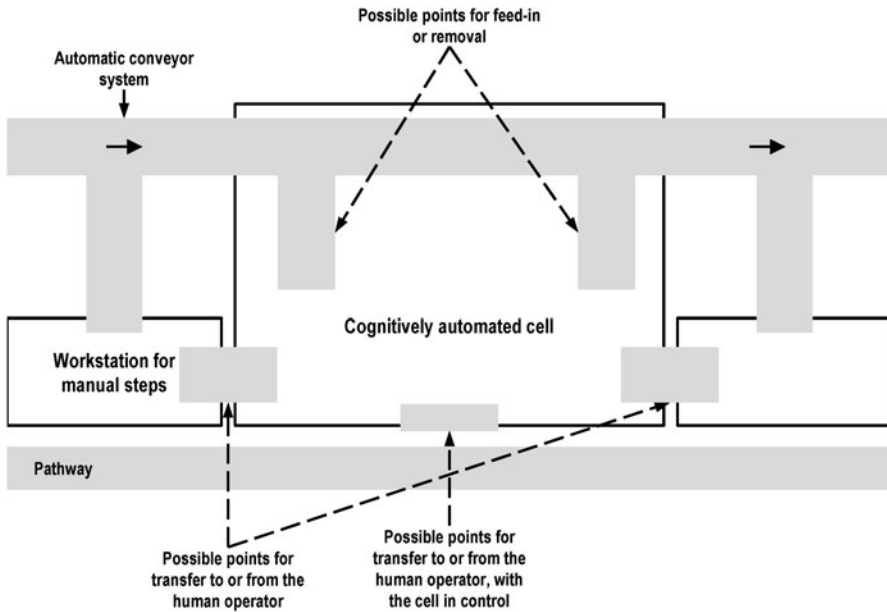 Possible points for feed-in
or removal
Automatic conveyor
system
Cognitively automated cell
Workstation for
manual steps
Pathway
Possible points for
transfer to or from the
human operator
Possible points for
transfer to or from the
human operator, with
the cell in control